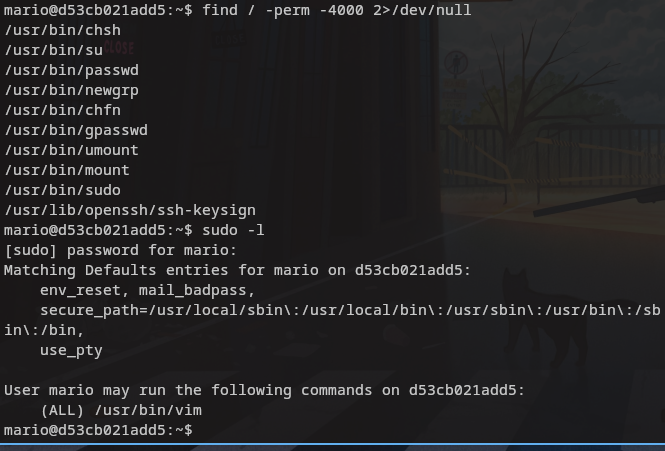 mario@d53cb021add5:~$ find / -perm -4000 2>/dev/null
/usr/bin/chsh
/usr/bin/su
CLOSE
/usr/bin/passwd
/usr/bin/newgrp
/usr/bin/chfn
/usr/bin/gpasswd
/usr/bin/umount
/usr/bin/mount
/usr/bin/sudo
/usr/lib/openssh/ssh-keysign
mario@d53cb021add5:~$ sudo -l
[sudo] password for mario:
Matching Defaults entries for mario on d53cb021add5:
    env_reset, mail_badpass,
    secure_path=/usr/local/sbin\:/usr/local/bin\:/usr/sbin\:/usr/bin\:/sb
in\:/bin,
    use_pty

User mario may run the following commands on d53cb021add5:
    (ALL) /usr/bin/vim
mario@d53cb021add5:~$